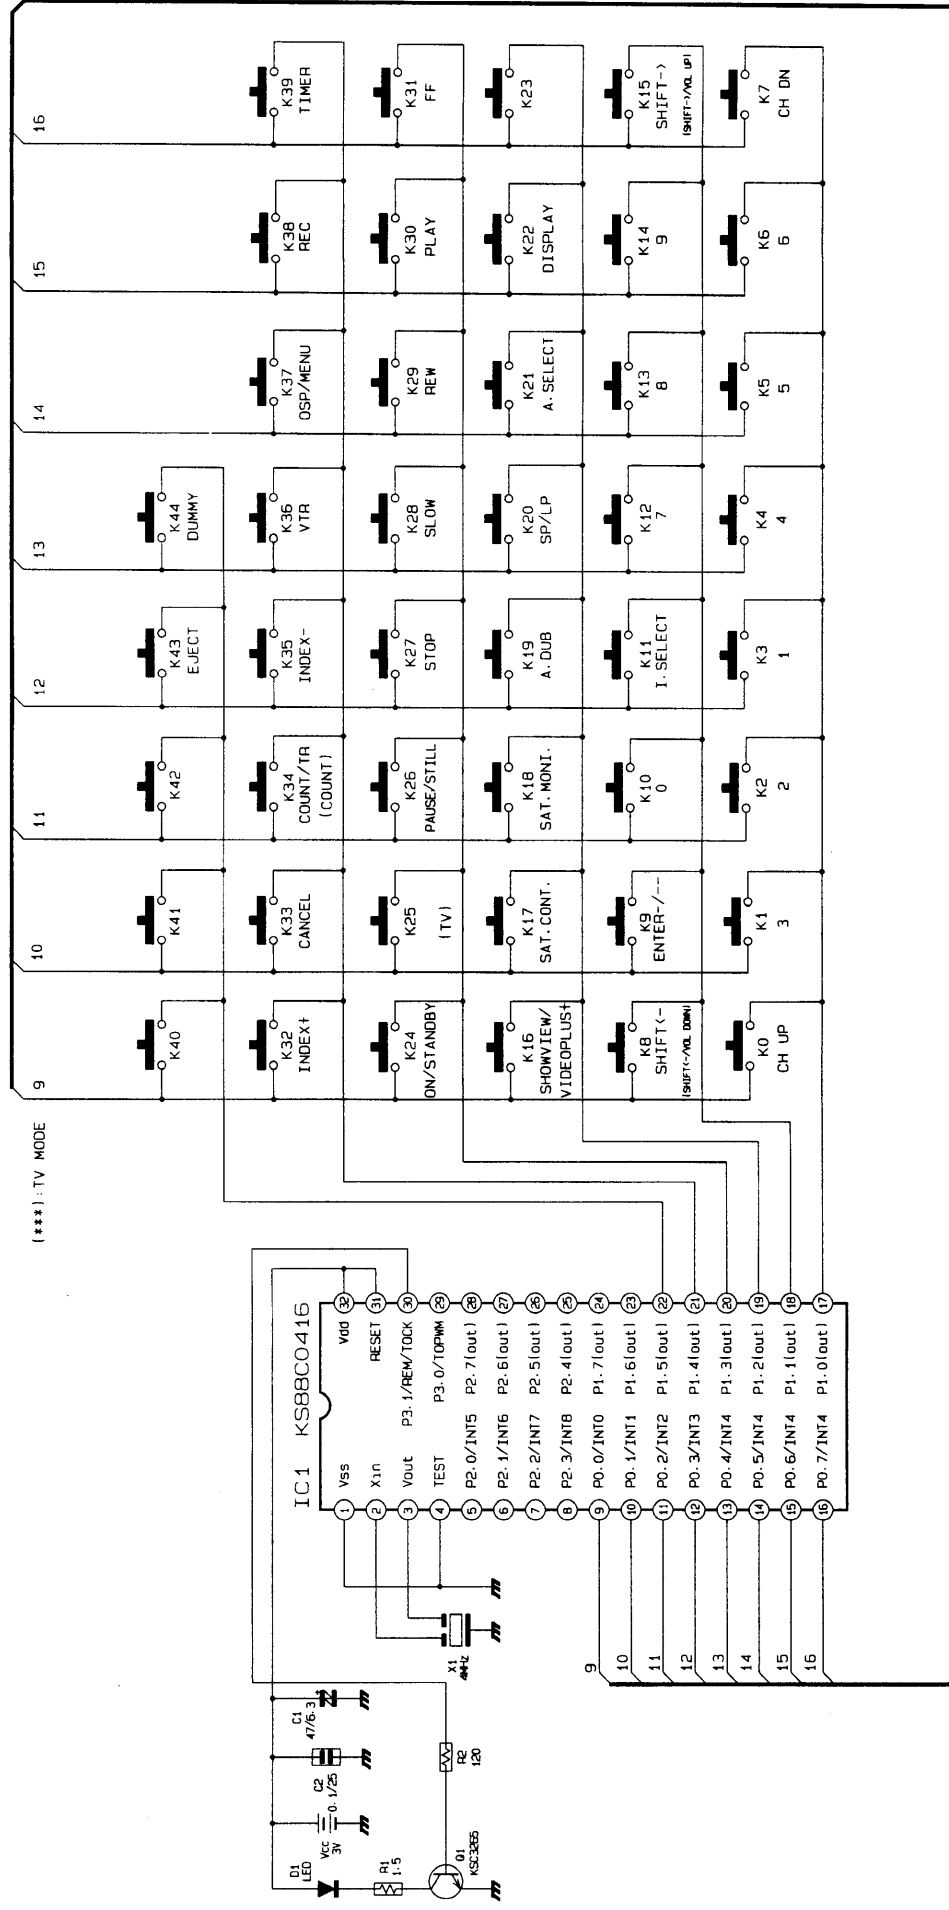 (***):TV MODE
9
10
11
12
13
14
15
16
K40
K41
K42
K43
EJECT
K44
DUMMY
K32
INDEX+
K33
CANCEL
K34
COUNT/TR
(COUNT)
K35
INDEX-
K36
VTR
K37
OSP/MENU
K38
REC
K39
TIMER
K24
ON/STANDBY
K25
(TV)
K26
PAUSE/STILL
K27
STOP
K28
SLOW
K29
REW
K30
PLAY
K31
FF
K16
SHOWVIEW/
VIDEOPLUS+
K17
SAT.CONT.
K18
SAT.MONI.
K19
A.DUB
K20
SP/LP
K21
A.SELECT
K22
DISPLAY
K23
K8
SHIFT<-
(SHIFT<-/VOL DOWN)
K9
ENTER-/--
K10
0
K11
I.SELECT
K12
7
K13
8
K14
9
K15
SHIFT->
(SHIFT->/VOL UP)
K0
CH UP
K1
3
K2
2
K3
1
K4
4
K5
5
K6
6
K7
CH DN
IC1 KS88C0416
1 Vss Vdd 32
2 Xin RESET 31
3 Vout P3.1/REM/TOCK 30
4 TEST P3.0/TOPWM 29
5 P2.0/INT5 P2.7(out) 28
6 P2.1/INT6 P2.6(out) 27
7 P2.2/INT7 P2.5(out) 26
8 P2.3/INT8 P2.4(out) 25
9 P0.0/INT0 P1.7(out) 24
10 P0.1/INT1 P1.6(out) 23
11 P0.2/INT2 P1.5(out) 22
12 P0.3/INT3 P1.4(out) 21
13 P0.4/INT4 P1.3(out) 20
14 P0.5/INT4 P1.2(out) 19
15 P0.6/INT4 P1.1(out) 18
16 P0.7/INT4 P1.0(out) 17
9
10
11
12
13
14
15
16
X1
4MHz
D1
LED
Vcc
3V
C2
0.1/25
C1
47/6.3
+
R1
1.5
Q1
KSC3265
R2
120